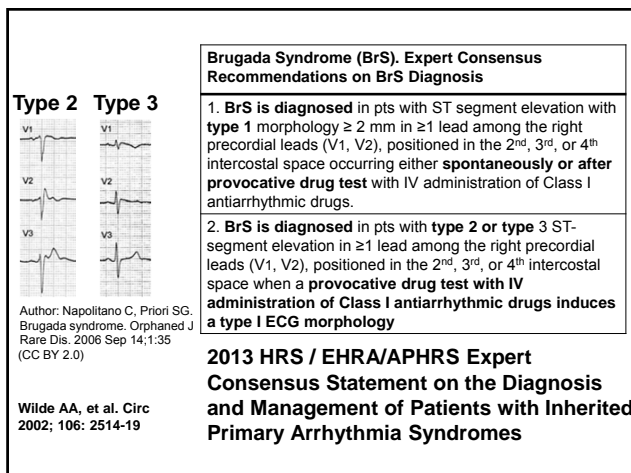 Type 2 Type 3
V1 V1
V2 V2
V3 V3
Author: Napolitano C, Priori SG.
Brugada syndrome. Orphaned J
Rare Dis. 2006 Sep 14;1:35
(CC BY 2.0)
Wilde AA, et al. Circ
2002; 106: 2514-19
Brugada Syndrome (BrS). Expert Consensus
Recommendations on BrS Diagnosis
1. BrS is diagnosed in pts with ST segment elevation with
type 1 morphology ≥ 2 mm in ≥1 lead among the right
precordial leads (V1, V2), positioned in the 2nd, 3rd, or 4th
intercostal space occurring either spontaneously or after
provocative drug test with IV administration of Class I
antiarrhythmic drugs.
2. BrS is diagnosed in pts with type 2 or type 3 ST-
segment elevation in ≥1 lead among the right precordial
leads (V1, V2), positioned in the 2nd, 3rd, or 4th intercostal
space when a provocative drug test with IV
administration of Class I antiarrhythmic drugs induces
a type I ECG morphology
2013 HRS / EHRA/APHRS Expert
Consensus Statement on the Diagnosis
and Management of Patients with Inherited
Primary Arrhythmia Syndromes